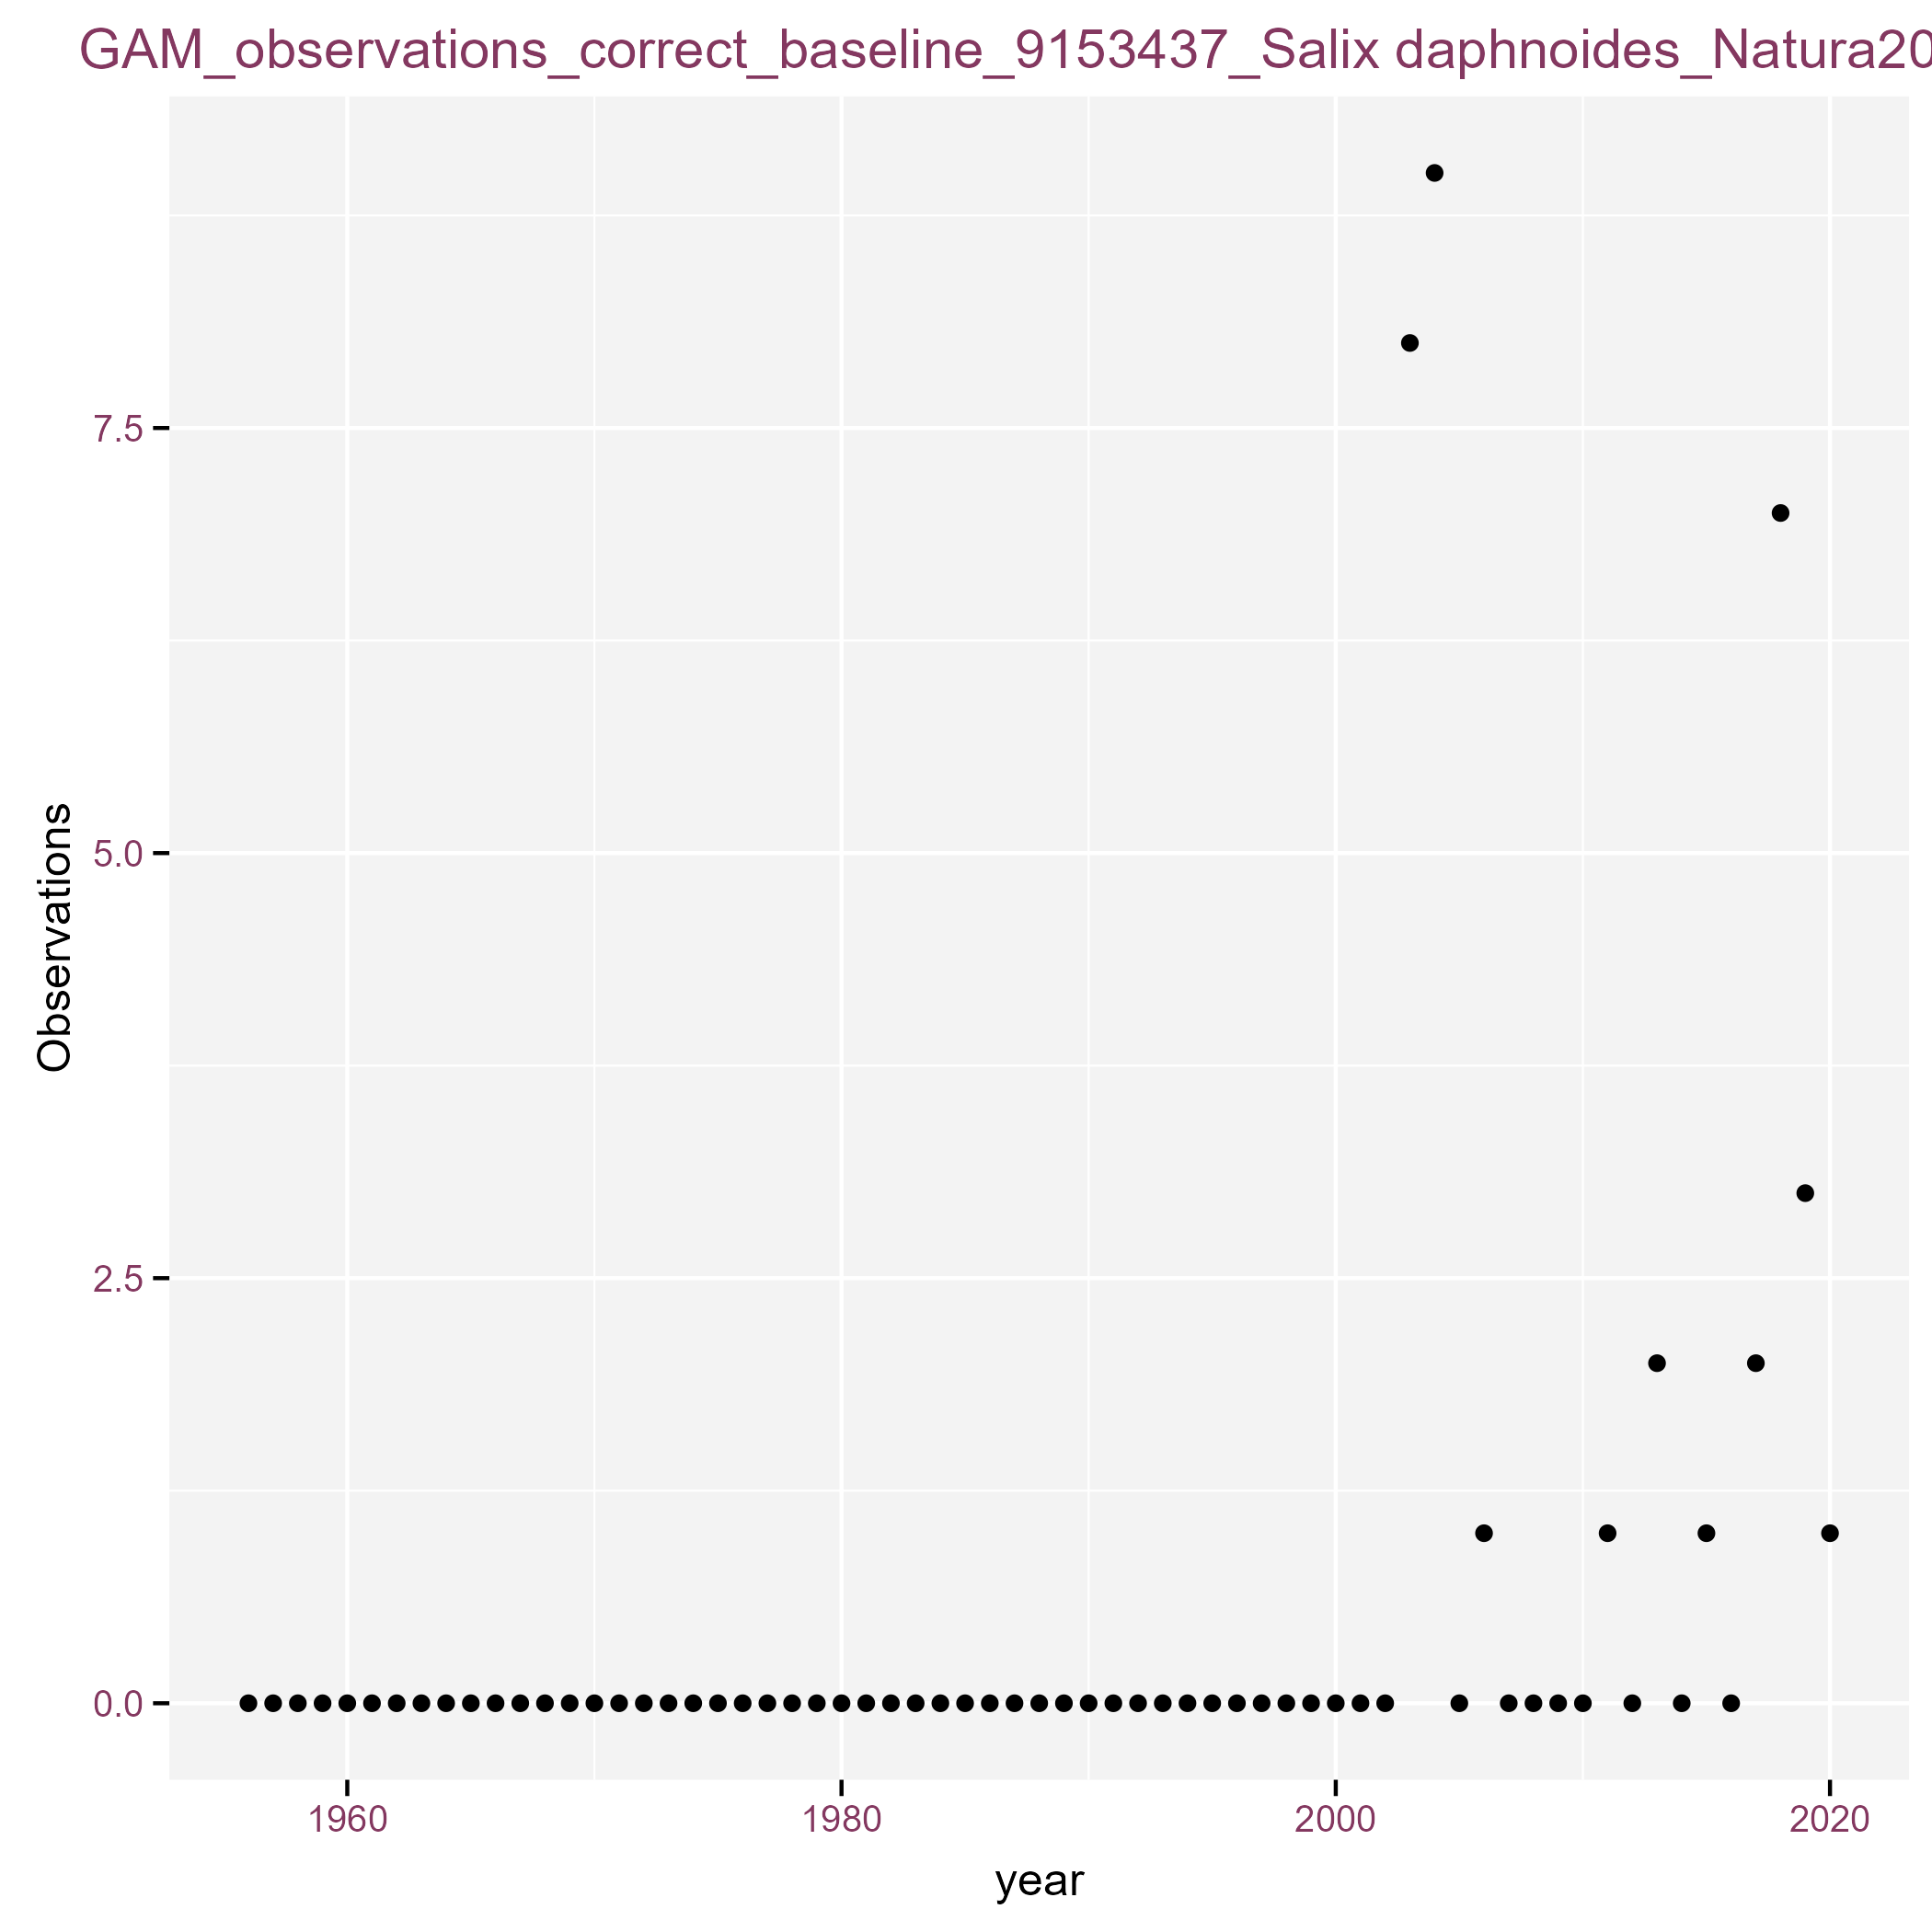 GAM_observations_correct_baseline_9153437_Salix daphnoides_Natura20
Observations
7.5
5.0
2.5
0.0
1960 1980 2000 2020
year